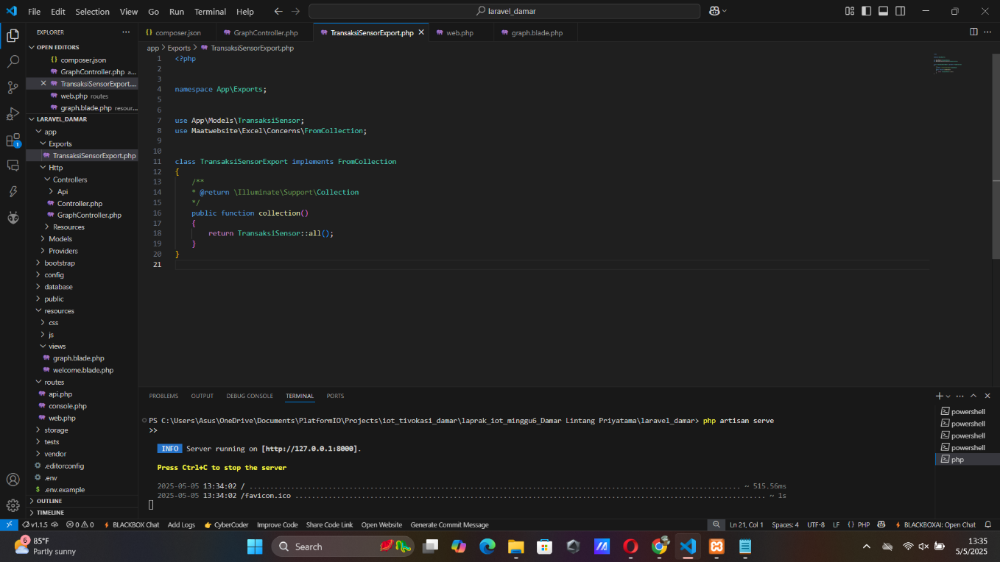 File Edit Selection View Go Run Terminal Help
laravel_damar
EXPLORER
OPEN EDITORS
composer.json
GraphController.php a...
TransaksiSensorExport....
web.php routes
graph.blade.php resour...
LARAVEL_DAMAR
app
Exports
TransaksiSensorExport.php
Http
Controllers
Api
Controller.php
GraphController.php
Resources
Models
Providers
bootstrap
config
database
public
resources
css
js
views
graph.blade.php
welcome.blade.php
routes
api.php
console.php
web.php
storage
tests
vendor
.editorconfig
.env
.env.example
OUTLINE
TIMELINE
composer.json GraphController.php TransaksiSensorExport.php web.php graph.blade.php
app > Exports > TransaksiSensorExport.php
1 <?php
2
3
4 namespace App\Exports;
5
6
7 use App\Models\TransaksiSensor;
8 use Maatwebsite\Excel\Concerns\FromCollection;
9
10
11 class TransaksiSensorExport implements FromCollection
12 {
13 /**
14 * @return \Illuminate\Support\Collection
15 */
16 public function collection()
17 {
18 return TransaksiSensor::all();
19 }
20 }
21
PROBLEMS OUTPUT DEBUG CONSOLE TERMINAL PORTS
PS C:\Users\Asus\OneDrive\Documents\PlatformIO\Projects\iot_tivokasi_damar\laprak_iot_minggu6_Damar Lintang Priyatama\laravel_damar> php artisan serve
>>
INFO Server running on [http://127.0.0.1:8000].
Press Ctrl+C to stop the server
2025-05-05 13:34:02 / ........ ~ 515.56ms
2025-05-05 13:34:02 /favicon.ico ........ ~ 1s
powershell
powershell
powershell
powershell
php
v1.1.5 0 0 BLACKBOX Chat Add Logs CyberCoder Improve Code Share Code Link Open Website Generate Commit Message Ln 21, Col 1 Spaces: 4 UTF-8 LF {} PHP BLACKBOXAI: Open Chat
6
85°F
Partly sunny
Search
13:35
5/5/2025